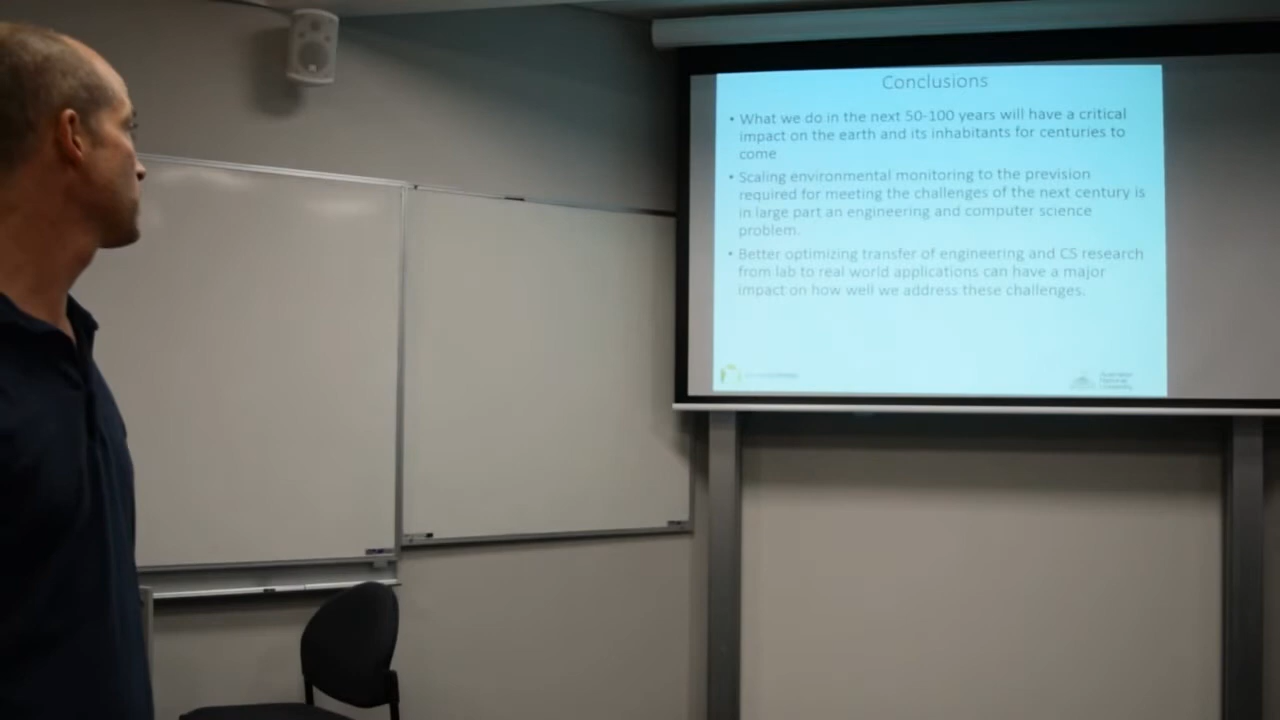 Conclusions
• What we do in the next 50-100 years will have a critical
impact on the earth and its inhabitants for centuries to
come
• Scaling environmental monitoring to the prevision
required for meeting the challenges of the next century is
in large part an engineering and computer science
problem.
• Better optimizing transfer of engineering and CS research
from lab to real world applications can have a major
impact on how well we address these challenges.
Australian
National
University